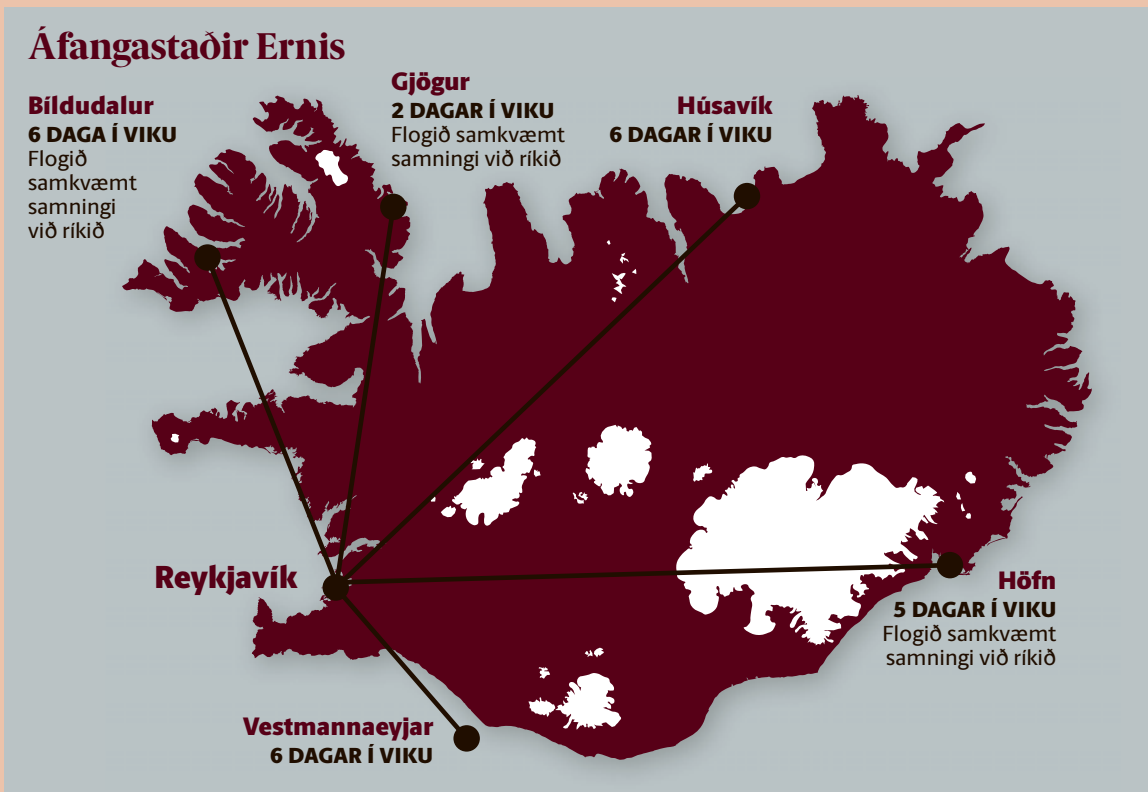 Áfangastaðir Ernis
Bíldudalur
6 DAGA Í VIKU
Flogið
samkvæmt
samningi
við ríkið
Gjögur
2 DAGAR Í VIKU
Flogið samkvæmt
samningi við ríkið
Húsavík
6 DAGAR Í VIKU
Reykjavík
Höfn
5 DAGAR Í VIKU
Flogið samkvæmt
samningi við ríkið
Vestmannaeyjar
6 DAGAR Í VIKU